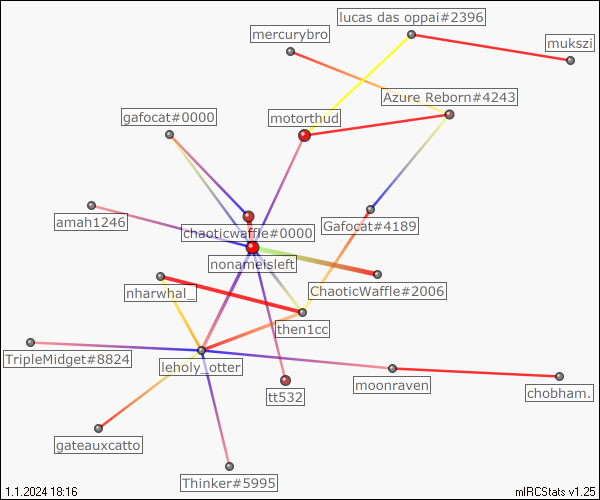 lucas das oppai#2396
mercurybro
mukszi
Azure Reborn#4243
gafocat#0000
motorthud
amah1246
chaoticwaffle#0000
Gafocat#4189
nonameisleft
nharwhal_
ChaoticWaffle#2006
then1cc
TripleMidget#8824
leholy_otter
moonraven
tt532
chobham.
gateauxcatto
Thinker#5995
1.1.2024 18:16
mIRCStats v1.25